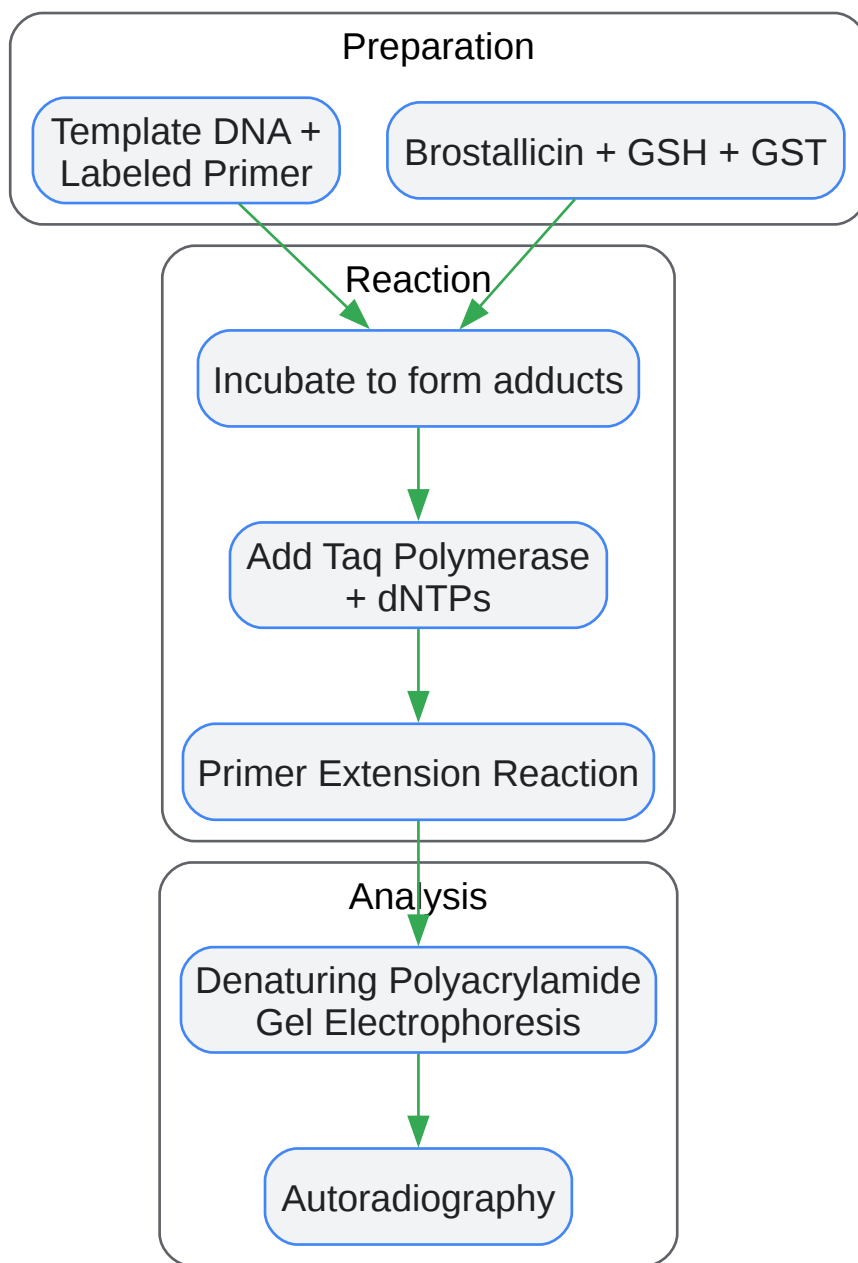 Preparation
Template DNA +
Labeled Primer
Brostallicin + GSH + GST
Reaction
Incubate to form adducts
Add Taq Polymerase
+ dNTPs
Primer Extension Reaction
Analysis
Denaturing Polyacrylamide
Gel Electrophoresis
Autoradiography